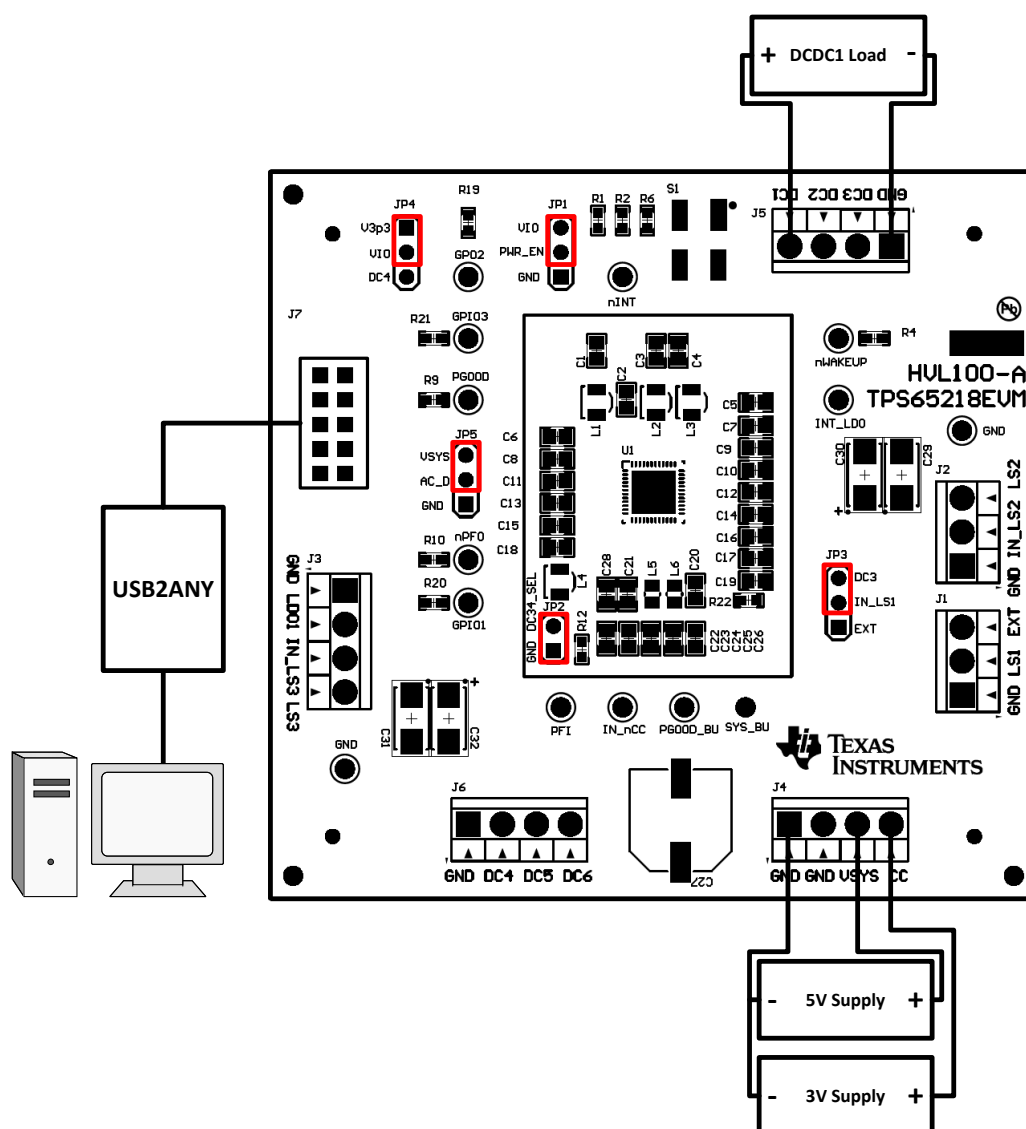 + DCDC1 Load -
DC1 DC2 DC3 GND
J5
R19
JP4
V3p3
VIO
DC4
GPO2
JP1
VIO
PWR_EN
GND
R1 R2 R6 S1
nINT
J7
R21 GPIO3
R9 PGOOD
JP5
VSYS
AC_D
GND
R10 nPFO
R20
GPIO1
C1 C2 C3 C4
L1 L2 L3
C6
C8
C11
C13
C15
C18
U1
C5
C7
C9
C10
C12
C14
C16
C17
C19
R22
L4
DC34_SEL
JP2
GND
R12
C28 C21 L5 L6 C20
C22
C23
C24
C25
C26
Pb
R4
nWAKEUP
HVL100-A
TPS65218EVM
INT_LDO
GND
C30 C29
+
J2
GND IN_LS2 LS2
JP3
DC3
IN_LS1
EXT
J1
GND LS1 EXT
USB2ANY
J3
GND LDO1 IN_LS3 LS3
C31 C32
+
GND
PFI IN_nCC PGOOD_BU SYS_BU
TEXAS
INSTRUMENTS
J6
GND DC4 DC5 DC6
C27
J4
GND GND VSYS CC
- 5V Supply +
- 3V Supply +